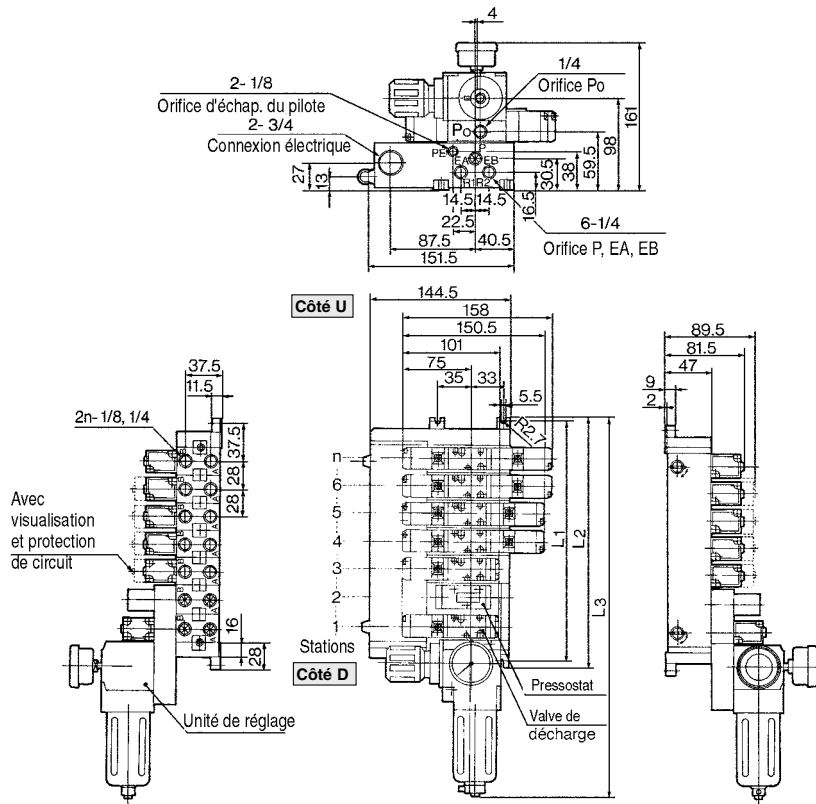 4
2- 1/8
Orifice d'échap. du pilote
2- 3/4
Connexion électrique
1/4
Orifice Po
Po
P
PE
EA
EB
R1
R2
27
13
14.5
14.5
22.5
87.5
40.5
151.5
16.5
30.5
38
59.5
98
161
6-1/4
Orifice P, EA, EB
Côté U
144.5
158
150.5
101
75
35
33
5.5
R2.7
n
6
5
4
3
2
1
Stations
Côté D
L1
L2
L3
Pressostat
Valve de
décharge
37.5
11.5
2n- 1/8, 1/4
37.5
28
28
B
A
16
28
Avec
visualisation
et protection
de circuit
Unité de réglage
89.5
81.5
47
9
2